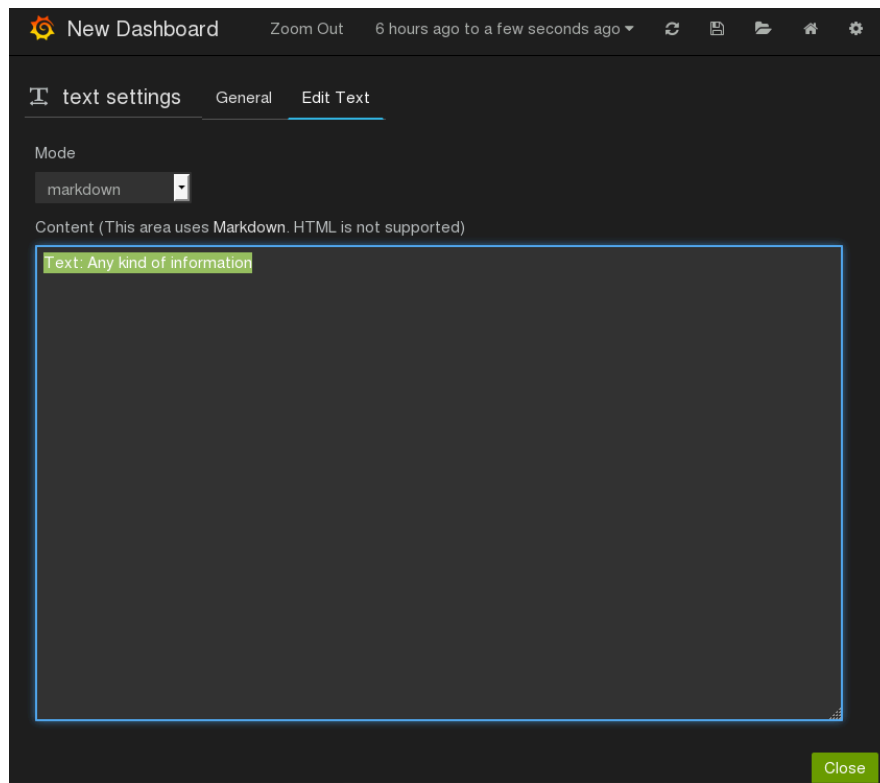 New Dashboard Zoom Out 6 hours ago to a few seconds ago
text settings General Edit Text
Mode
markdown
Content (This area uses Markdown. HTML is not supported)
Text: Any kind of information
Close